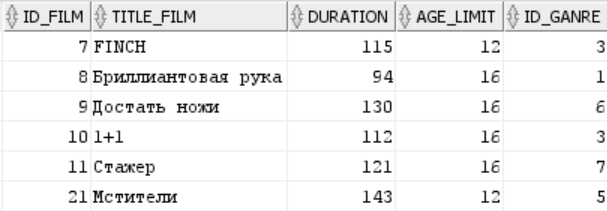 ID_FILM TITLE_FILM DURATION AGE_LIMIT ID_GANRE
7 FINCH 115 12 3
8 Бриллиантовая рука 94 16 1
9 Достать ножи 130 16 6
10 1+1 112 16 3
11 Стажер 121 16 7
21 Мстители 143 12 5